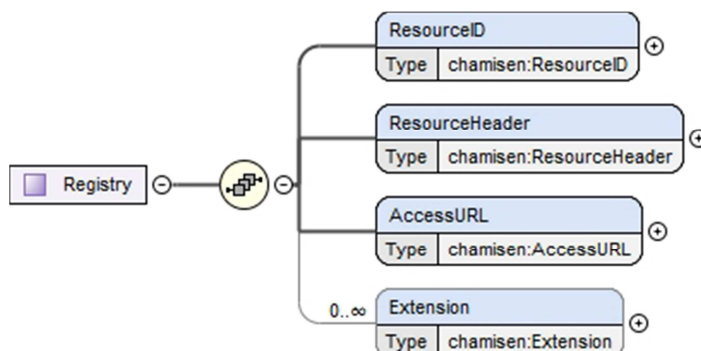 ResourceID
Type chamisen:ResourceID
ResourceHeader
Type chamisen:ResourceHeader
Registry
AccessURL
Type chamisen:AccessURL
0..∞
Extension
Type chamisen:Extension